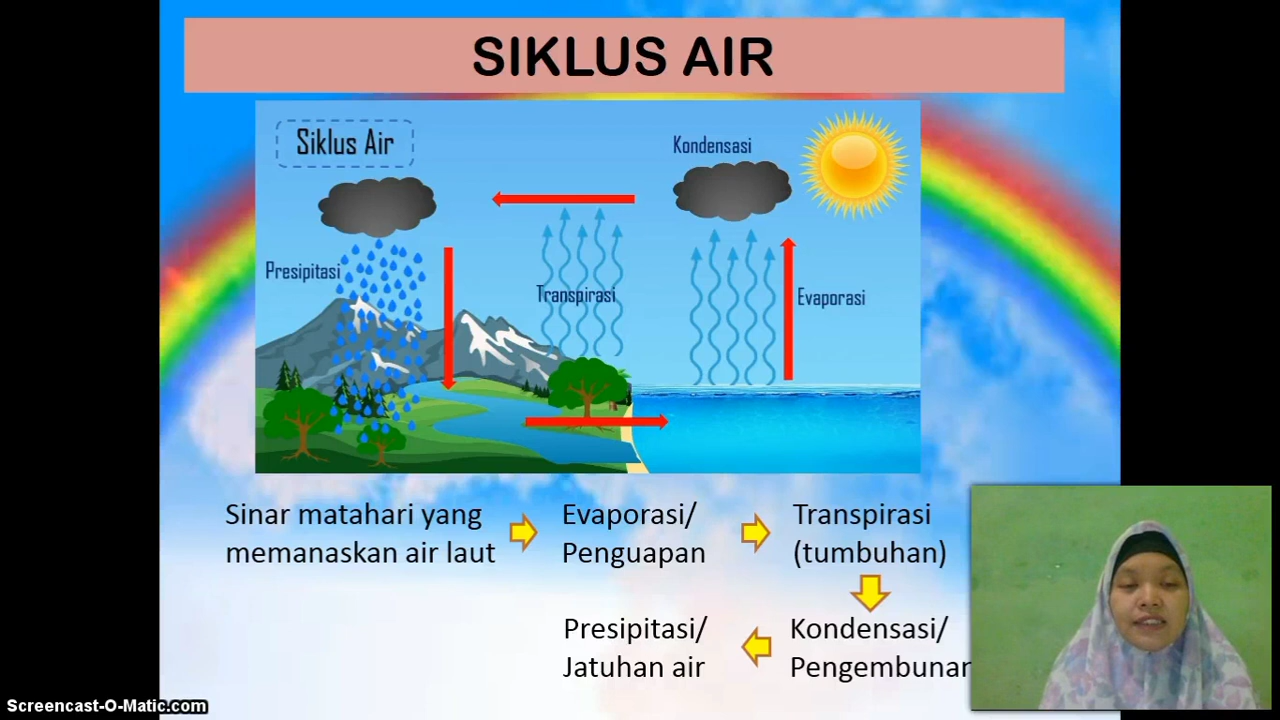 SIKLUS AIR
Siklus Air
Kondensasi
Presipitasi
Transpirasi
Evaporasi
Sinar matahari yang
memanaskan air laut
Evaporasi/
Penguapan
Transpirasi
(tumbuhan)
Kondensasi/
Pengembunan
Presipitasi/
Jatuhan air
Screencast-O-Matic.com